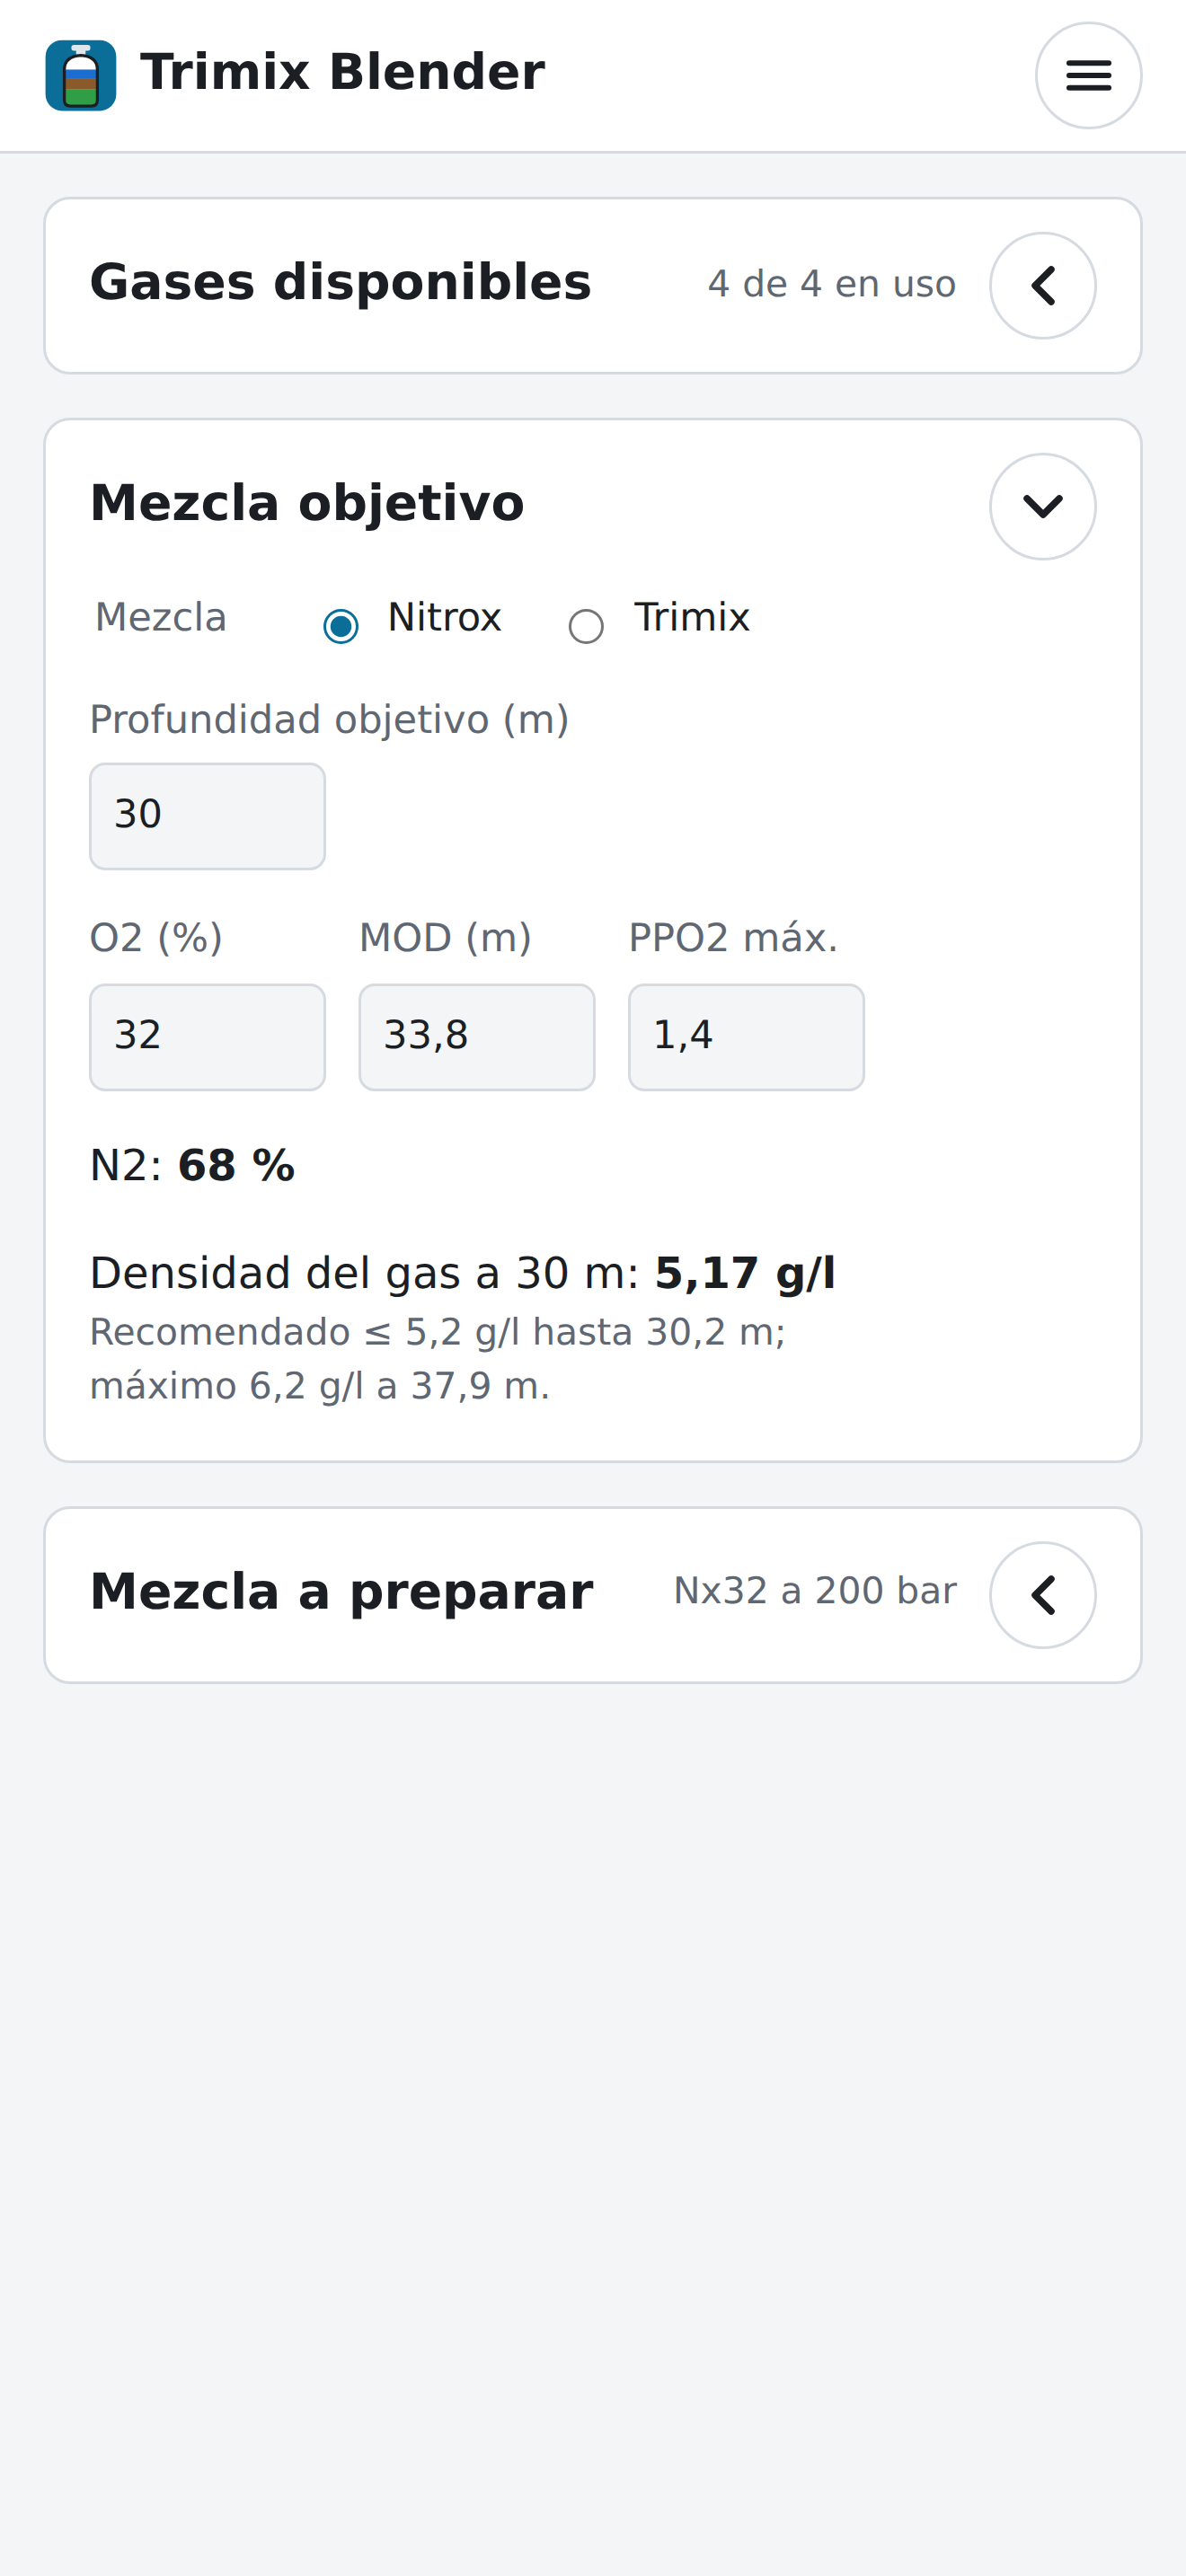 Trimix Blender
Gases disponibles 4 de 4 en uso
Mezcla objetivo
Mezcla Nitrox Trimix
Profundidad objetivo (m)
30
O2 (%) MOD (m) PPO2 máx.
32 33,8 1,4
N2: 68 %
Densidad del gas a 30 m: 5,17 g/l
Recomendado ≤ 5,2 g/l hasta 30,2 m;
máximo 6,2 g/l a 37,9 m.
Mezcla a preparar Nx32 a 200 bar